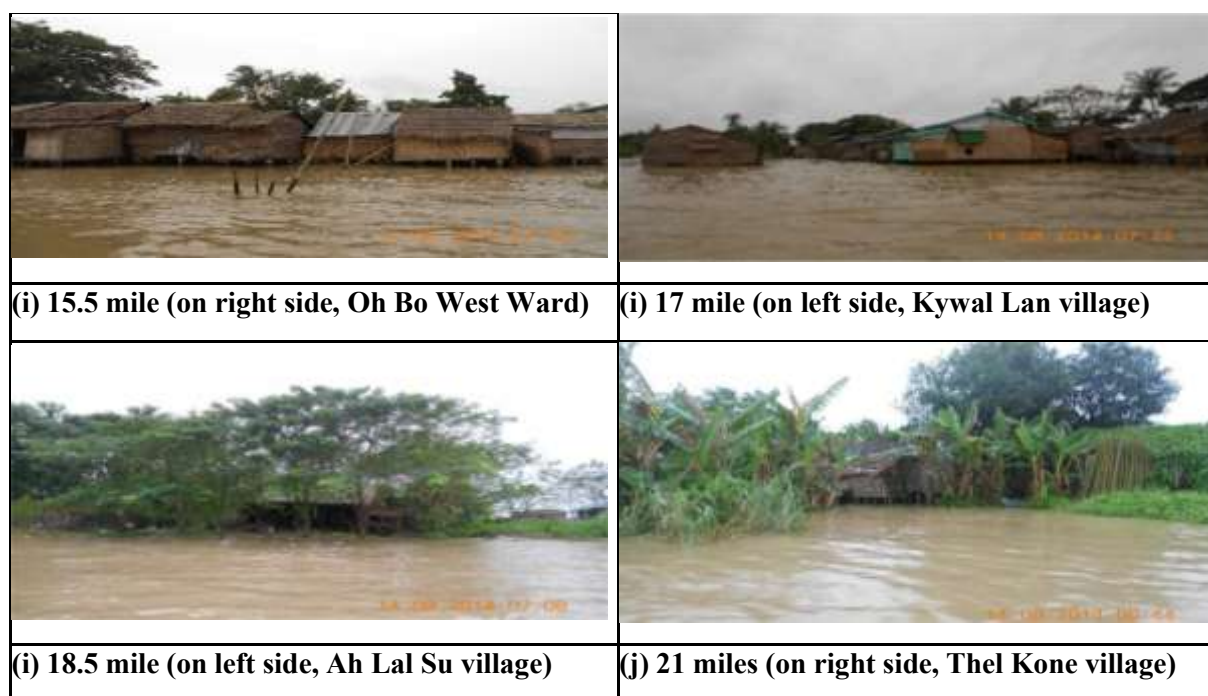 (i) 15.5 mile (on right side, Oh Bo West Ward)
(i) 17 mile (on left side, Kywal Lan village)
(i) 18.5 mile (on left side, Ah Lal Su village)
(j) 21 miles (on right side, Thel Kone village)